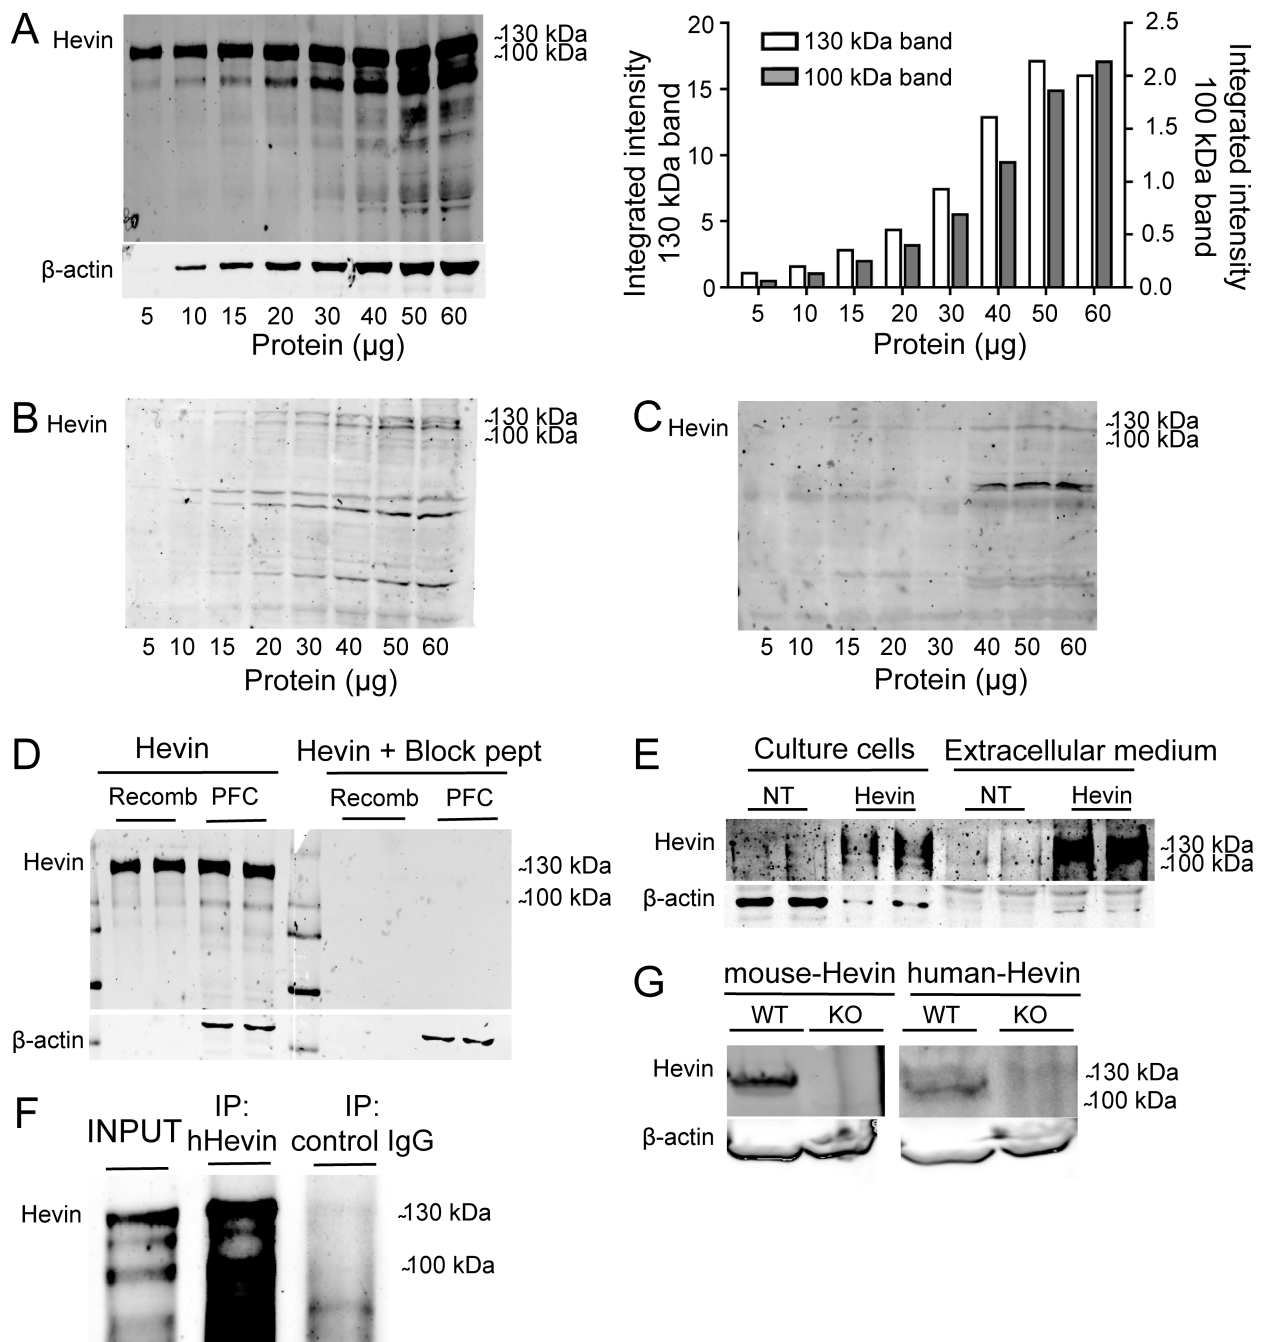 A
Hevin
~130 kDa
~100 kDa
β-actin
5 10 15 20 30 40 50 60
Protein (µg)
Integrated intensity
130 kDa band
20
15
10
5
0
130 kDa band
100 kDa band
2.5
2.0
1.5
1.0
0.5
0.0
Integrated intensity
100 kDa band
5 10 15 20 30 40 50 60
Protein (µg)
B
Hevin
~130 kDa
~100 kDa
5 10 15 20 30 40 50 60
Protein (µg)
C
Hevin
~130 kDa
~100 kDa
5 10 15 20 30 40 50 60
Protein (µg)
D
Hevin
Hevin + Block pept
Recomb PFC
Recomb PFC
Hevin
~130 kDa
~100 kDa
β-actin
E
Culture cells
Extracellular medium
NT Hevin NT Hevin
Hevin
~130 kDa
~100 kDa
β-actin
F
INPUT
IP:
hHevin
IP:
control IgG
Hevin
~130 kDa
~100 kDa
G
mouse-Hevin
human-Hevin
WT KO WT KO
Hevin
~130 kDa
~100 kDa
β-actin